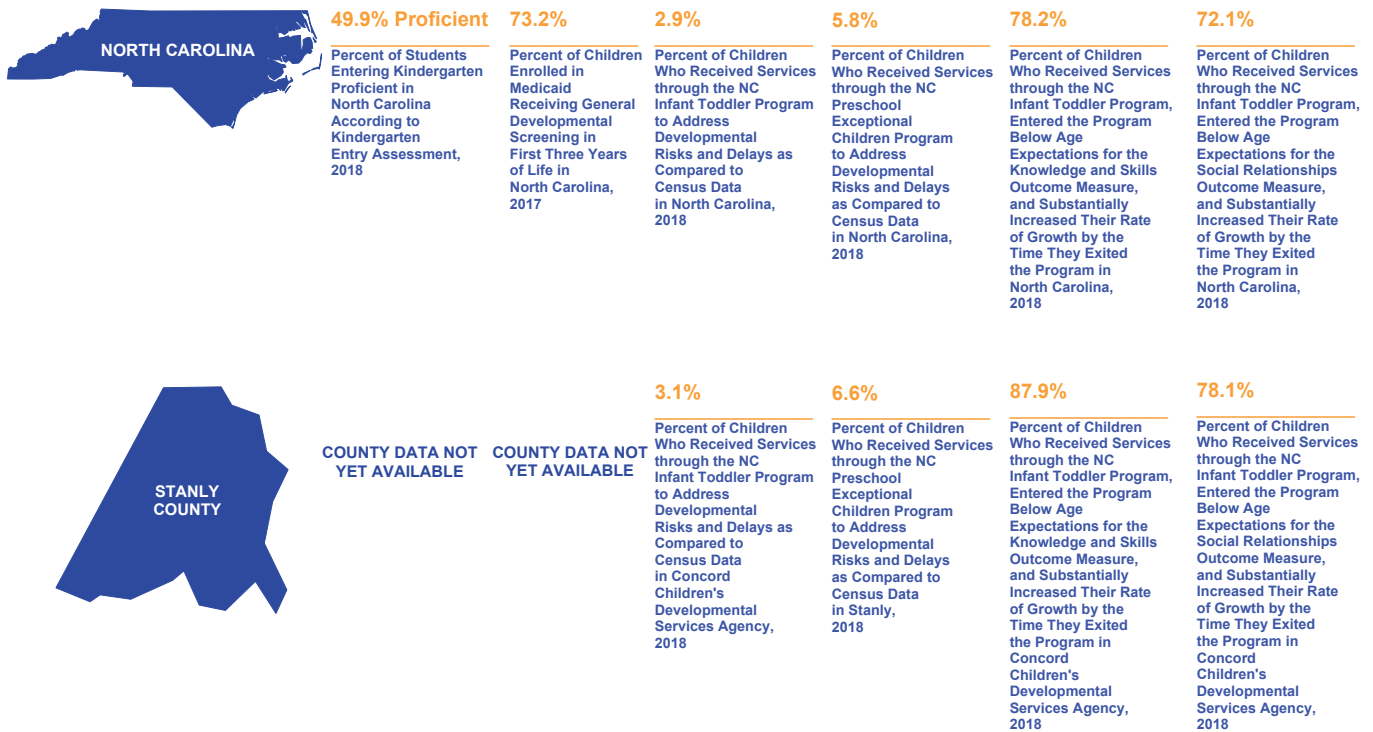 NORTH CAROLINA
49.9% Proficient
Percent of Students
Entering Kindergarten
Proficient in
North Carolina
According to
Kindergarten
Entry Assessment,
2018
73.2%
Percent of Children
Enrolled in
Medicaid
Receiving General
Developmental
Screening in
First Three Years
of Life in
North Carolina,
2017
2.9%
Percent of Children
Who Received Services
through the NC
Infant Toddler Program
to Address
Developmental
Risks and Delays as
Compared to
Census Data
in North Carolina,
2018
5.8%
Percent of Children
Who Received Services
through the NC
Preschool
Exceptional
Children Program
to Address
Developmental
Risks and Delays
as Compared to
Census Data
in North Carolina,
2018
78.2%
Percent of Children
Who Received Services
through the NC
Infant Toddler Program,
Entered the Program
Below Age
Expectations for the
Knowledge and Skills
Outcome Measure,
and Substantially
Increased Their Rate
of Growth by the
Time They Exited
the Program in
North Carolina,
2018
72.1%
Percent of Children
Who Received Services
through the NC
Infant Toddler Program,
Entered the Program
Below Age
Expectations for the
Social Relationships
Outcome Measure,
and Substantially
Increased Their Rate
of Growth by the
Time They Exited
the Program in
North Carolina,
2018
STANLY
COUNTY
COUNTY DATA NOT
YET AVAILABLE
COUNTY DATA NOT
YET AVAILABLE
3.1%
Percent of Children
Who Received Services
through the NC
Infant Toddler Program
to Address
Developmental
Risks and Delays as
Compared to
Census Data
in Concord
Children's
Developmental
Services Agency,
2018
6.6%
Percent of Children
Who Received Services
through the NC
Preschool
Exceptional
Children Program
to Address
Developmental
Risks and Delays
as Compared to
Census Data
in Stanly,
2018
87.9%
Percent of Children
Who Received Services
through the NC
Infant Toddler Program,
Entered the Program
Below Age
Expectations for the
Knowledge and Skills
Outcome Measure,
and Substantially
Increased Their Rate
of Growth by the
Time They Exited
the Program in
Concord
Children's
Developmental
Services Agency,
2018
78.1%
Percent of Children
Who Received Services
through the NC
Infant Toddler Program,
Entered the Program
Below Age
Expectations for the
Social Relationships
Outcome Measure,
and Substantially
Increased Their Rate
of Growth by the
Time They Exited
the Program in
Concord
Children's
Developmental
Services Agency,
2018